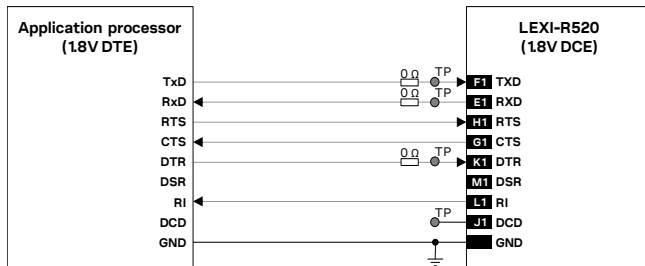 Application processor
(1.8V DTE)
LEXI-R520
(1.8V DCE)
TxD 0 Ω TP F1 TXD
RxD 0 Ω TP E1 RXD
RTS H1 RTS
CTS G1 CTS
DTR 0 Ω TP K1 DTR
DSR M1 DSR
RI L1 RI
DCD TP J1 DCD
GND GND